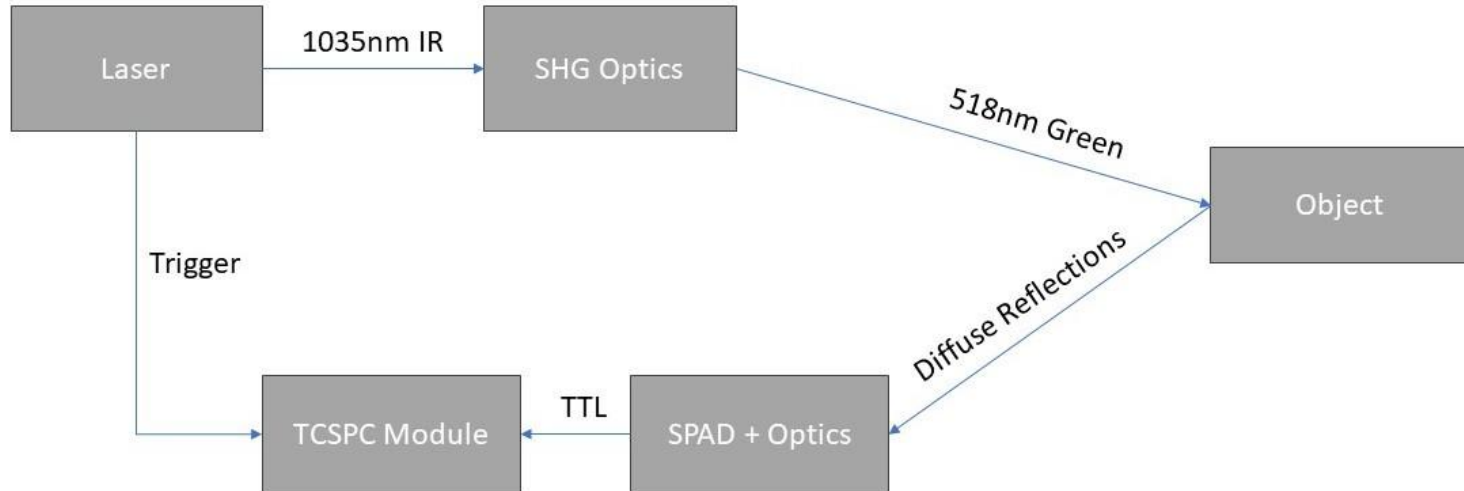 Laser
1035nm IR
SHG Optics
518nm Green
Object
Trigger
Diffuse Reflections
TCSPC Module
TTL
SPAD + Optics